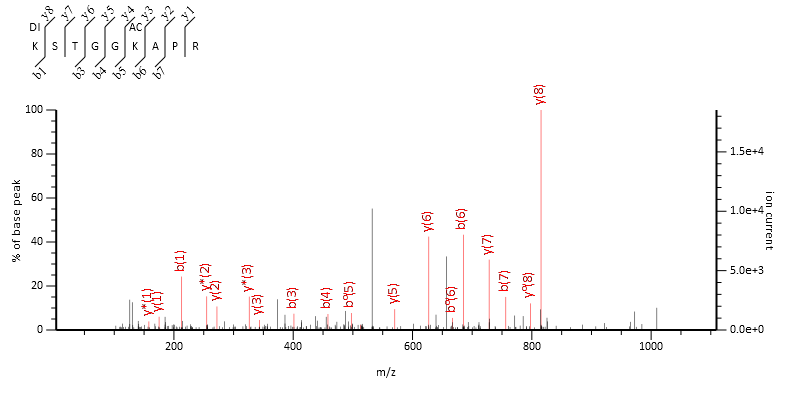 y8 y7 y6 y5 y4 y3 y2 y1
DI AC
K S T G G K A P R
b1 b3 b4 b5 b6 b7
100
80
60
40
20
0
% of base peak
y*(1)
y(1)
b(1)
y*(2)
y(2)
y*(3)
y(3)
b(3)
b(4)
b⁰(5)
y(5)
y(6)
b⁰(6)
b(6)
y(7)
b(7)
y⁰(8)
y(8)
1.5e+4
1.0e+4
5.0e+3
0.0e+0
ion current
200 400 600 800 1000
m/z